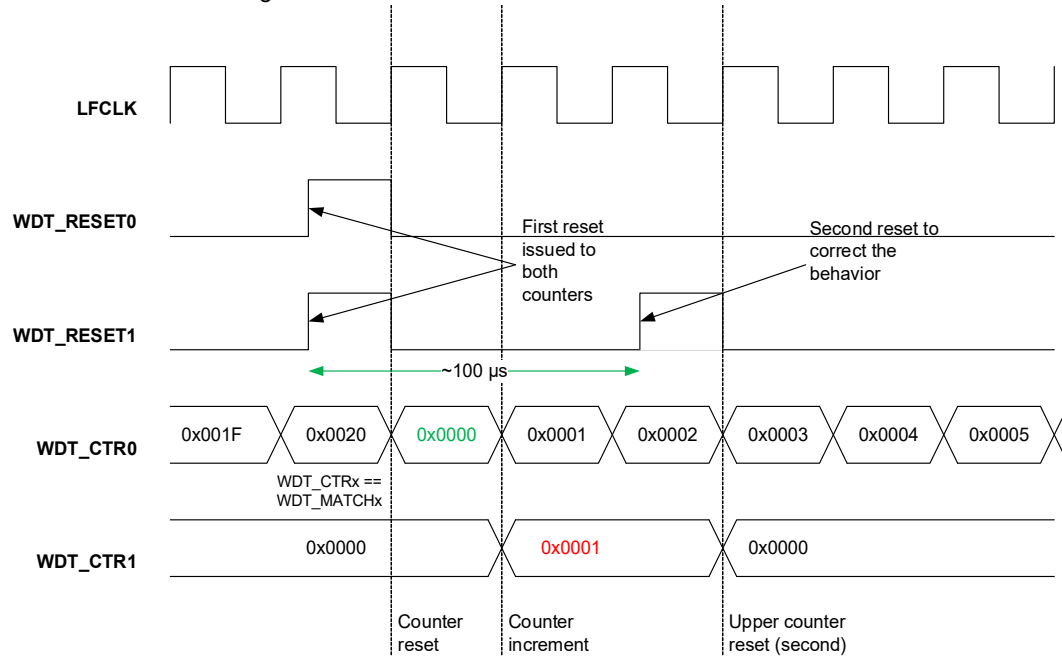 LFCLK
WDT_RESET0
First reset
issued to
both
counters
Second reset to
correct the
behavior
WDT_RESET1
~100 µs
WDT_CTR0
0x001F
0x0020
0x0000
0x0001
0x0002
0x0003
0x0004
0x0005
WDT_CTRx ==
WDT_MATCHx
WDT_CTR1
0x0000
0x0001
0x0000
Counter
reset
Counter
increment
Upper counter
reset (second)